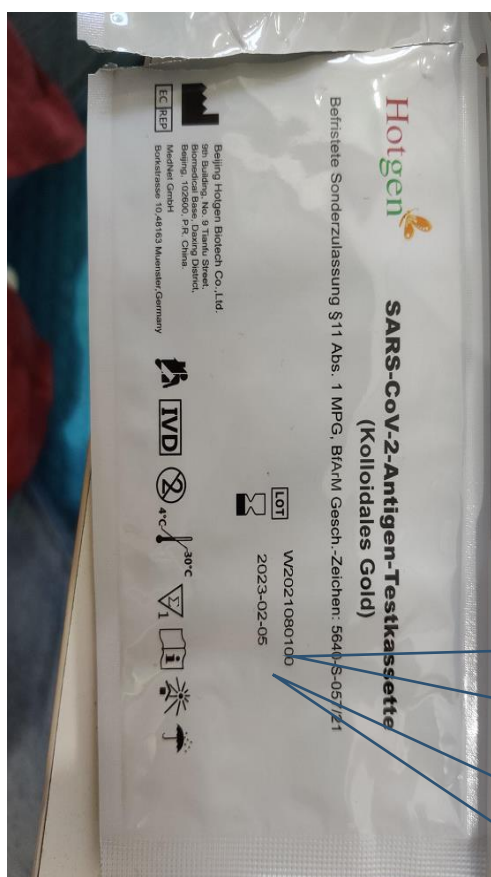 Hotgen
SARS-CoV-2-Antigen-Testkassette
(Kolloidales Gold)
Befristete Sonderzulassung §11 Abs. 1 MPG, BfArM Gesch.-Zeichen: 5640-S-057/21
LOT W2021080100
2023-02-05
Beijing Hotgen Biotech Co.,Ltd.
9th Building, No. 9 Tianfu Street,
Biomedical Base, Daxing District,
Beijing, 102600, P.R. China.
EC REP
MedNet GmbH
Borkstrasse 10,48163 Muenster,Germany
IVD
2
4°C
30°C
Σ
1
i